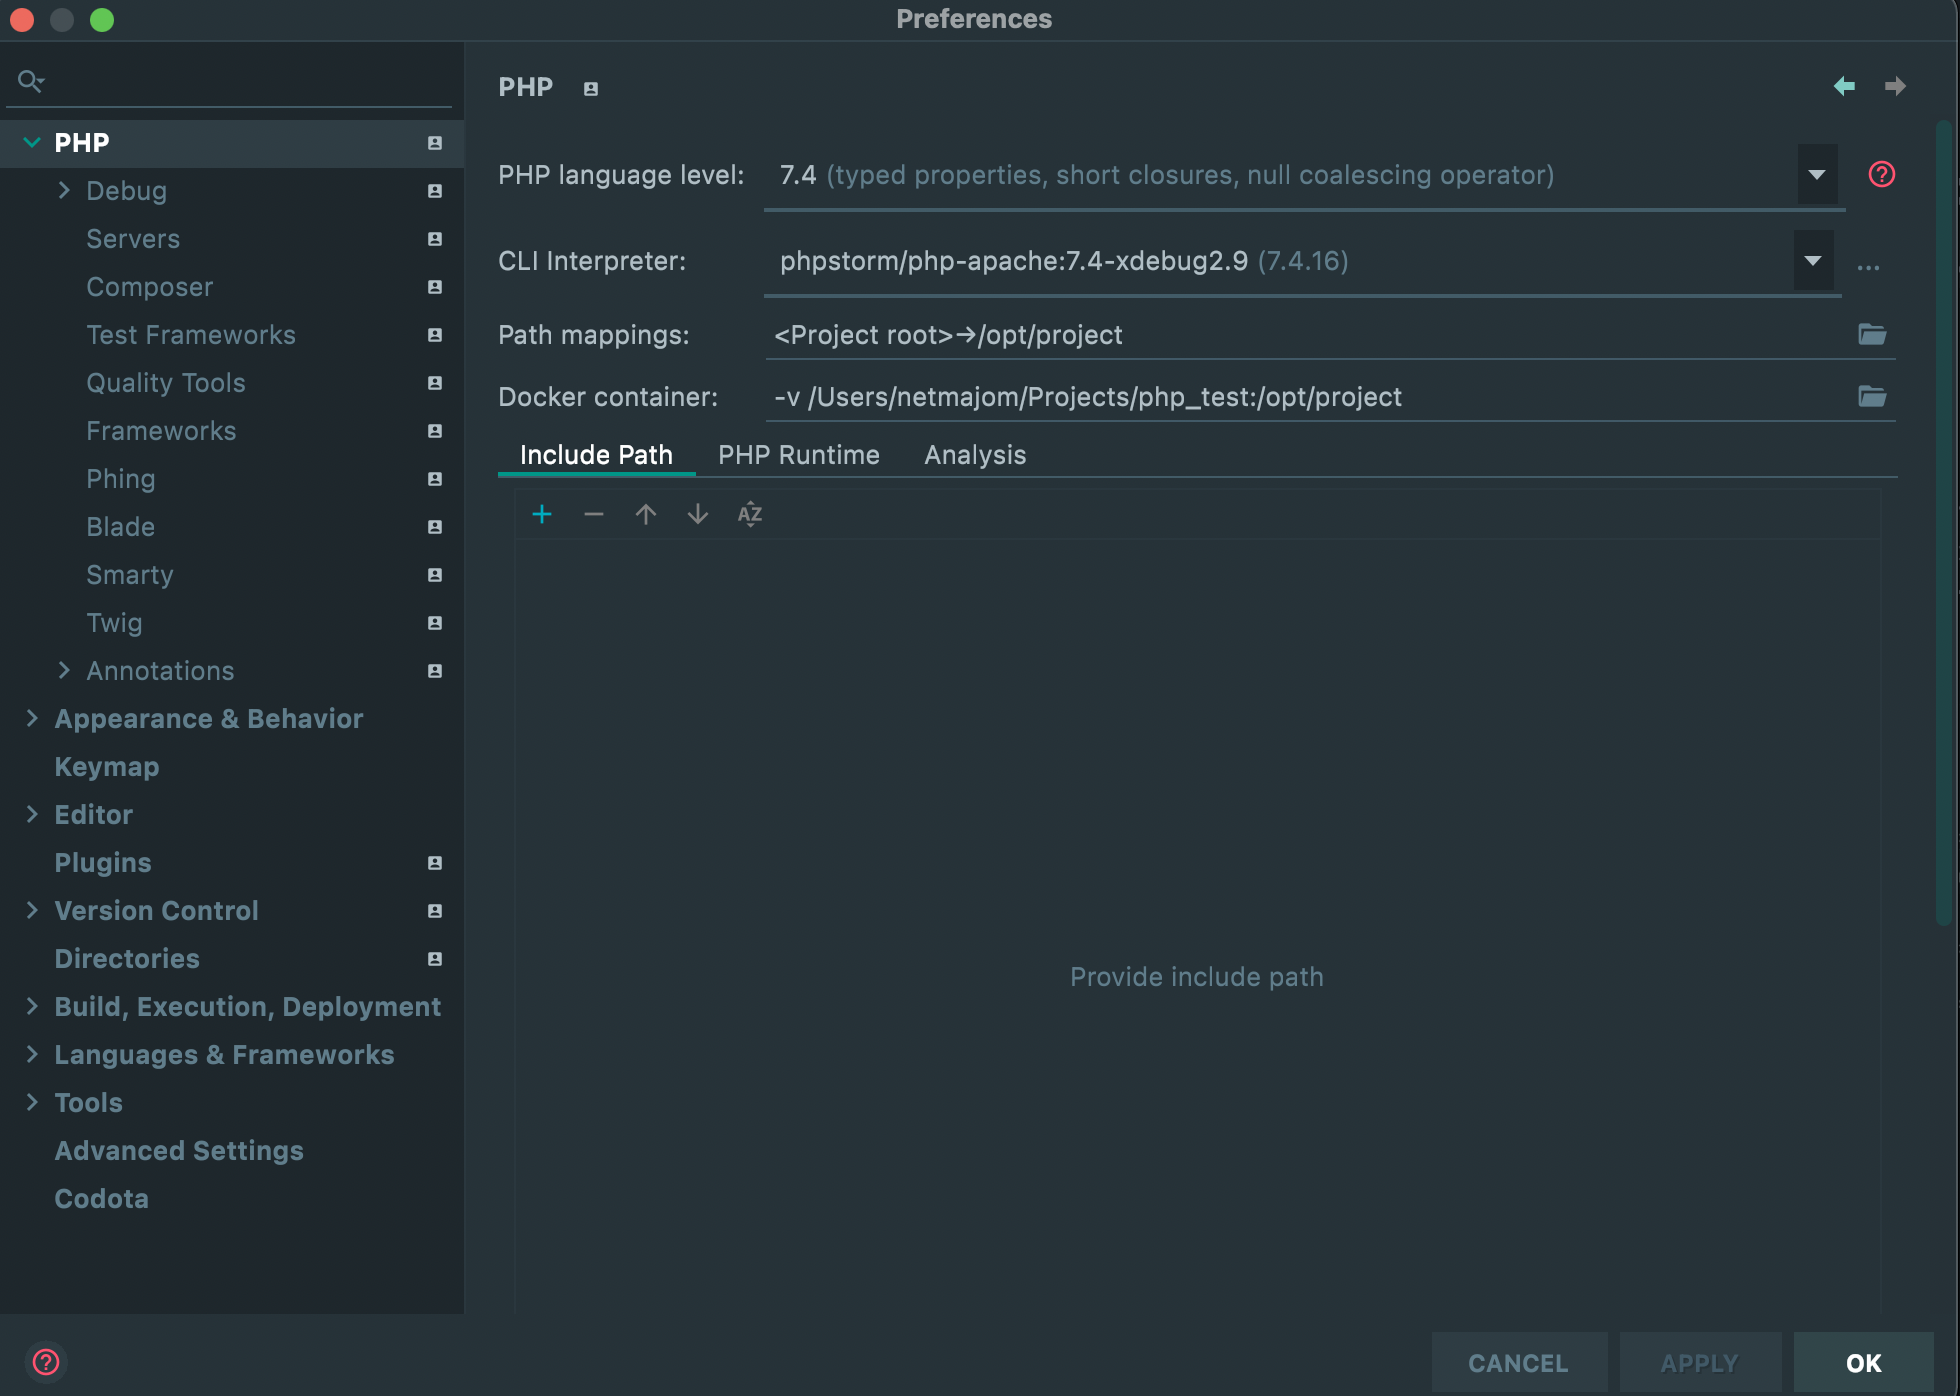 Preferences
PHP
PHP
Debug
Servers
Composer
Test Frameworks
Quality Tools
Frameworks
Phing
Blade
Smarty
Twig
Annotations
Appearance & Behavior
Keymap
Editor
Plugins
Version Control
Directories
Build, Execution, Deployment
Languages & Frameworks
Tools
Advanced Settings
Codota
PHP language level: 7.4 (typed properties, short closures, null coalescing operator)
CLI Interpreter: phpstorm/php-apache:7.4-xdebug2.9 (7.4.16) ...
Path mappings: <Project root>→/opt/project
Docker container: -v /Users/netmajom/Projects/php_test:/opt/project
Include Path PHP Runtime Analysis
AZ
Provide include path
CANCEL APPLY OK